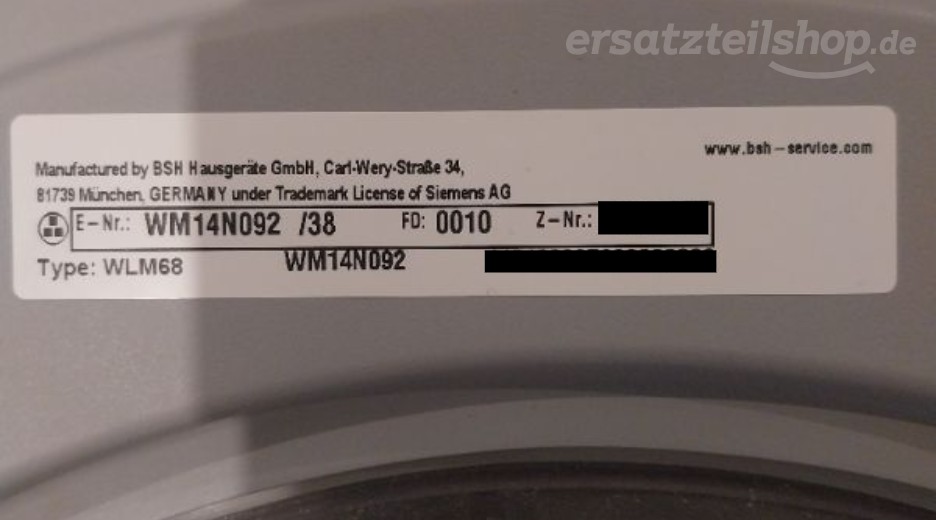 ersatzteilshop.de
www.bsh-service.com
Manufactured by BSH Hausgeräte GmbH, Carl-Wery-Straße 34,
81739 München, GERMANY under Trademark License of Siemens AG
E-Nr.: WM14N092 /38 FD: 0010 Z-Nr.:
Type: WLM68 WM14N092